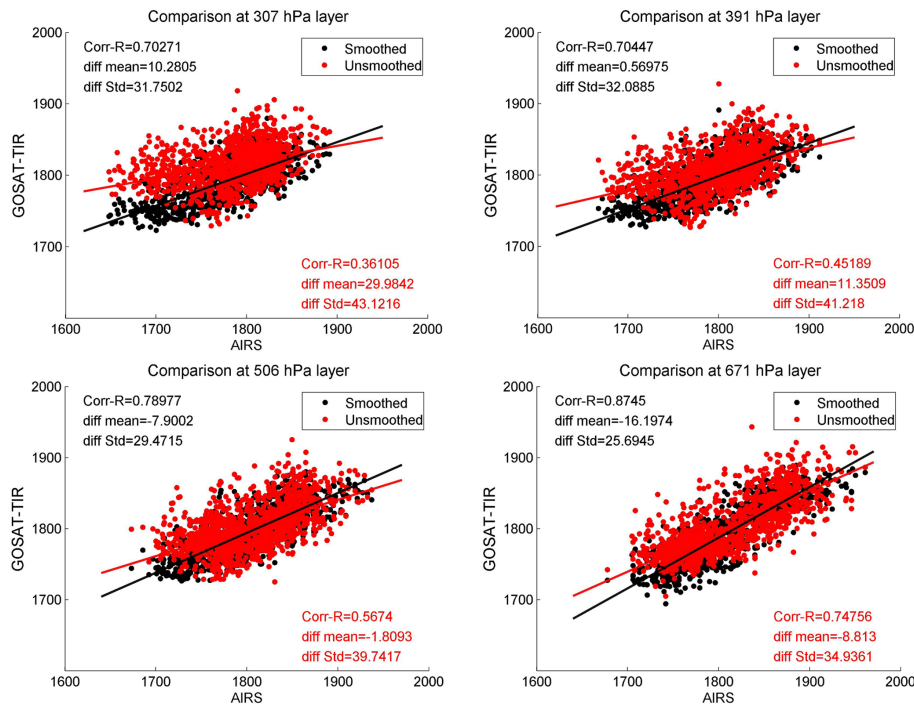 Comparison at 307 hPa layer
2000
1900
1800
1700
1600
1600 1700 1800 1900 2000
GOSAT-TIR
AIRS
Corr-R=0.70271
diff mean=10.2805
diff Std=31.7502
Smoothed
Unsmoothed
Corr-R=0.36105
diff mean=29.9842
diff Std=43.1216
Comparison at 391 hPa layer
2000
1900
1800
1700
1600
1600 1700 1800 1900 2000
GOSAT-TIR
AIRS
Corr-R=0.70447
diff mean=0.56975
diff Std=32.0885
Smoothed
Unsmoothed
Corr-R=0.45189
diff mean=11.3509
diff Std=41.218
Comparison at 506 hPa layer
2000
1900
1800
1700
1600 1700 1800 1900 2000
GOSAT-TIR
AIRS
Corr-R=0.78977
diff mean=-7.9002
diff Std=29.4715
Smoothed
Unsmoothed
Corr-R=0.5674
diff mean=-1.8093
diff Std=39.7417
Comparison at 671 hPa layer
2000
1900
1800
1700
1600 1700 1800 1900 2000
GOSAT-TIR
AIRS
Corr-R=0.8745
diff mean=-16.1974
diff Std=25.6945
Smoothed
Unsmoothed
Corr-R=0.74756
diff mean=-8.813
diff Std=34.9361